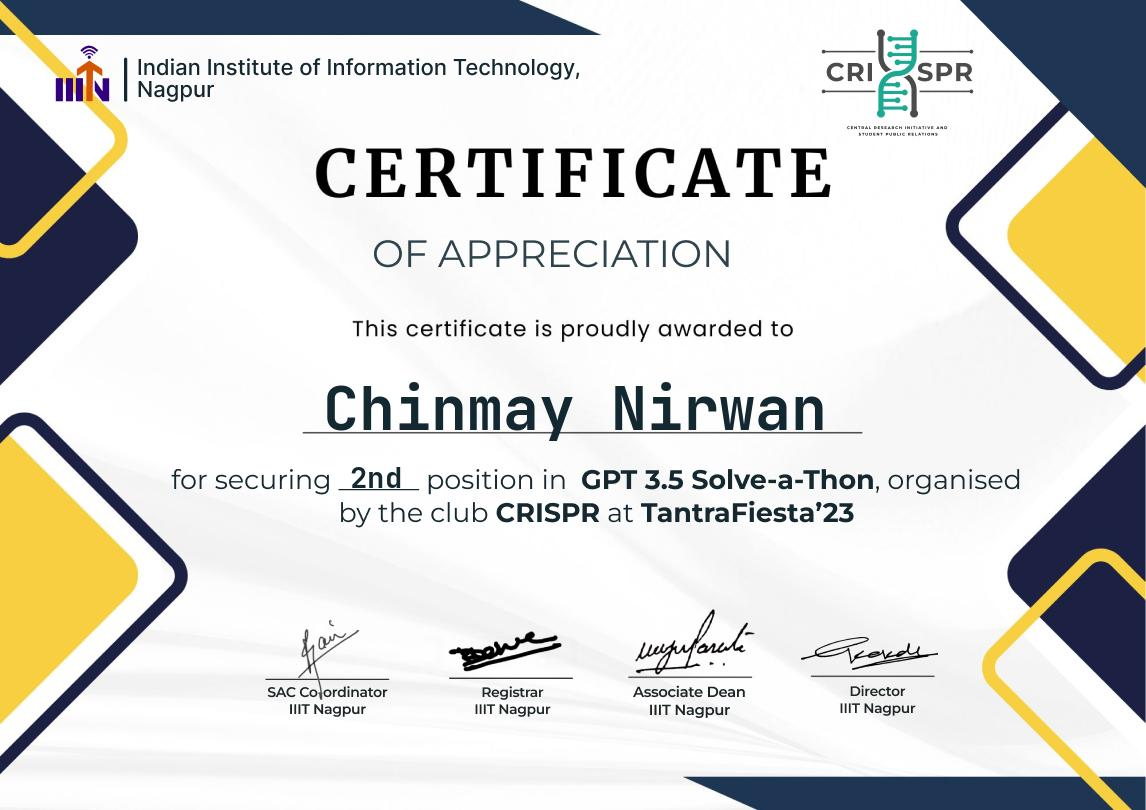 IIITN
Indian Institute of Information Technology,
Nagpur
CRISPR
CENTRAL RESEARCH INITIATIVE AND
STUDENT PUBLIC RELATIONS
CERTIFICATE
OF APPRECIATION
This certificate is proudly awarded to
Chinmay Nirwan
for securing 2nd position in GPT 3.5 Solve-a-Thon, organised
by the club CRISPR at TantraFiesta’23
SAC Coordinator
IIIT Nagpur
Registrar
IIIT Nagpur
Associate Dean
IIIT Nagpur
Director
IIIT Nagpur